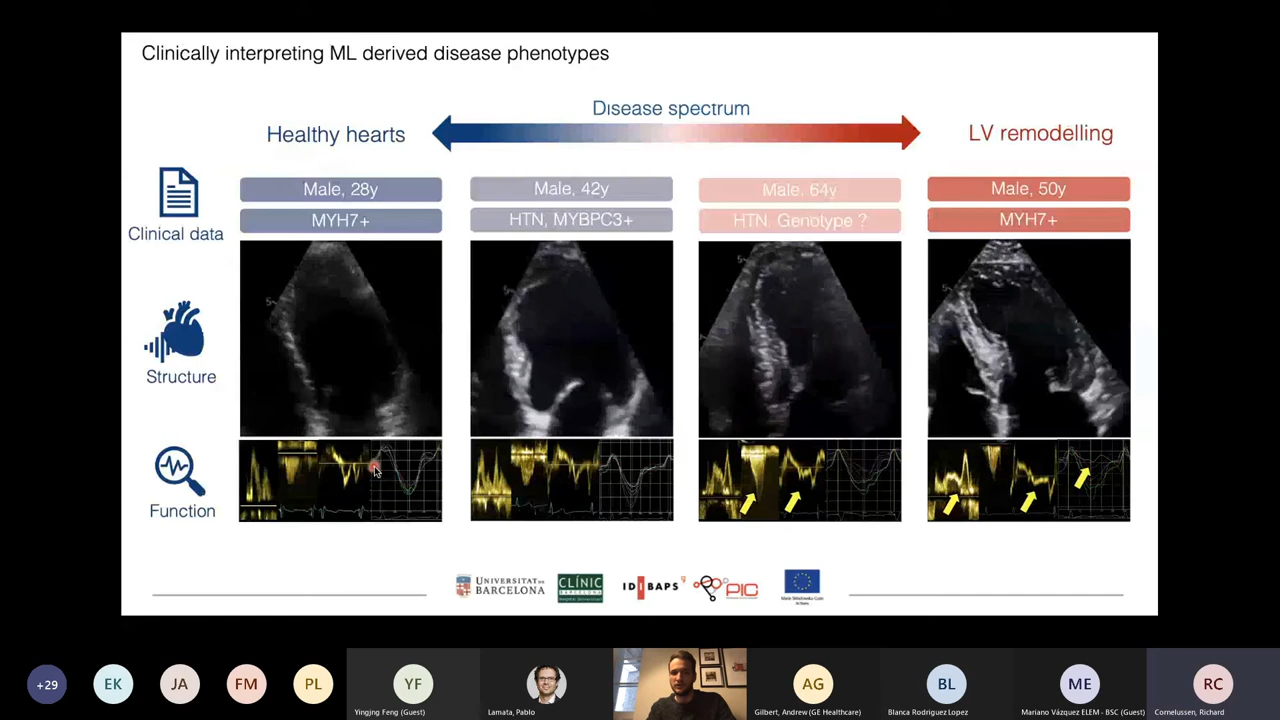 Clinically interpreting ML derived disease phenotypes
Disease spectrum
Healthy hearts
LV remodelling
Clinical data
Male, 28y
Male, 42y
Male. 64y
Male, 50y
MYH7+
HTN, MYBPC3+
HTN. Genotype ?
MYH7+
Structure
Function
UNIVERSITAT DE
BARCELONA
CLÍNIC
BARCELONA
IDIBAPS
PIC
+29
EK
JA
FM
PL
YF
AG
BL
ME
RC
Yingjng Feng (Guest)
Lamata, Pablo
Gilbert, Andrew (GE Healthcare)
Blanca Rodriguez Lopez
Mariano Vázquez ELEM - BSC (Guest)
Cornelussen, Richard